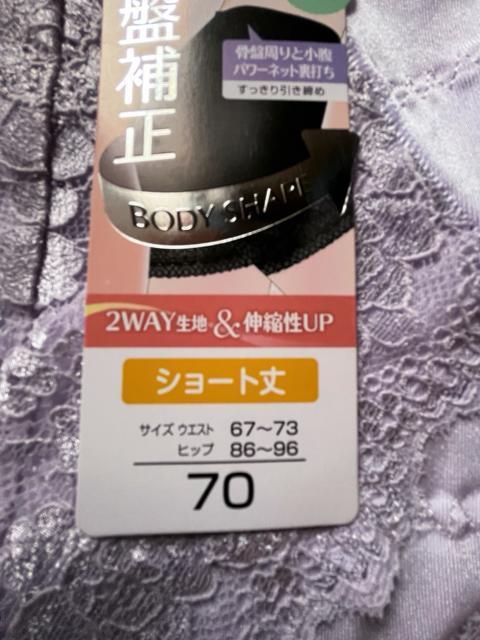 盤補正
骨盤周りと小腹
パワーネット裏打ち
すっきり引き締め
BODY SHAPE
2WAY生地&伸縮性UP
ショート丈
サイズ ウエスト 67〜73
ヒップ 86〜96
70